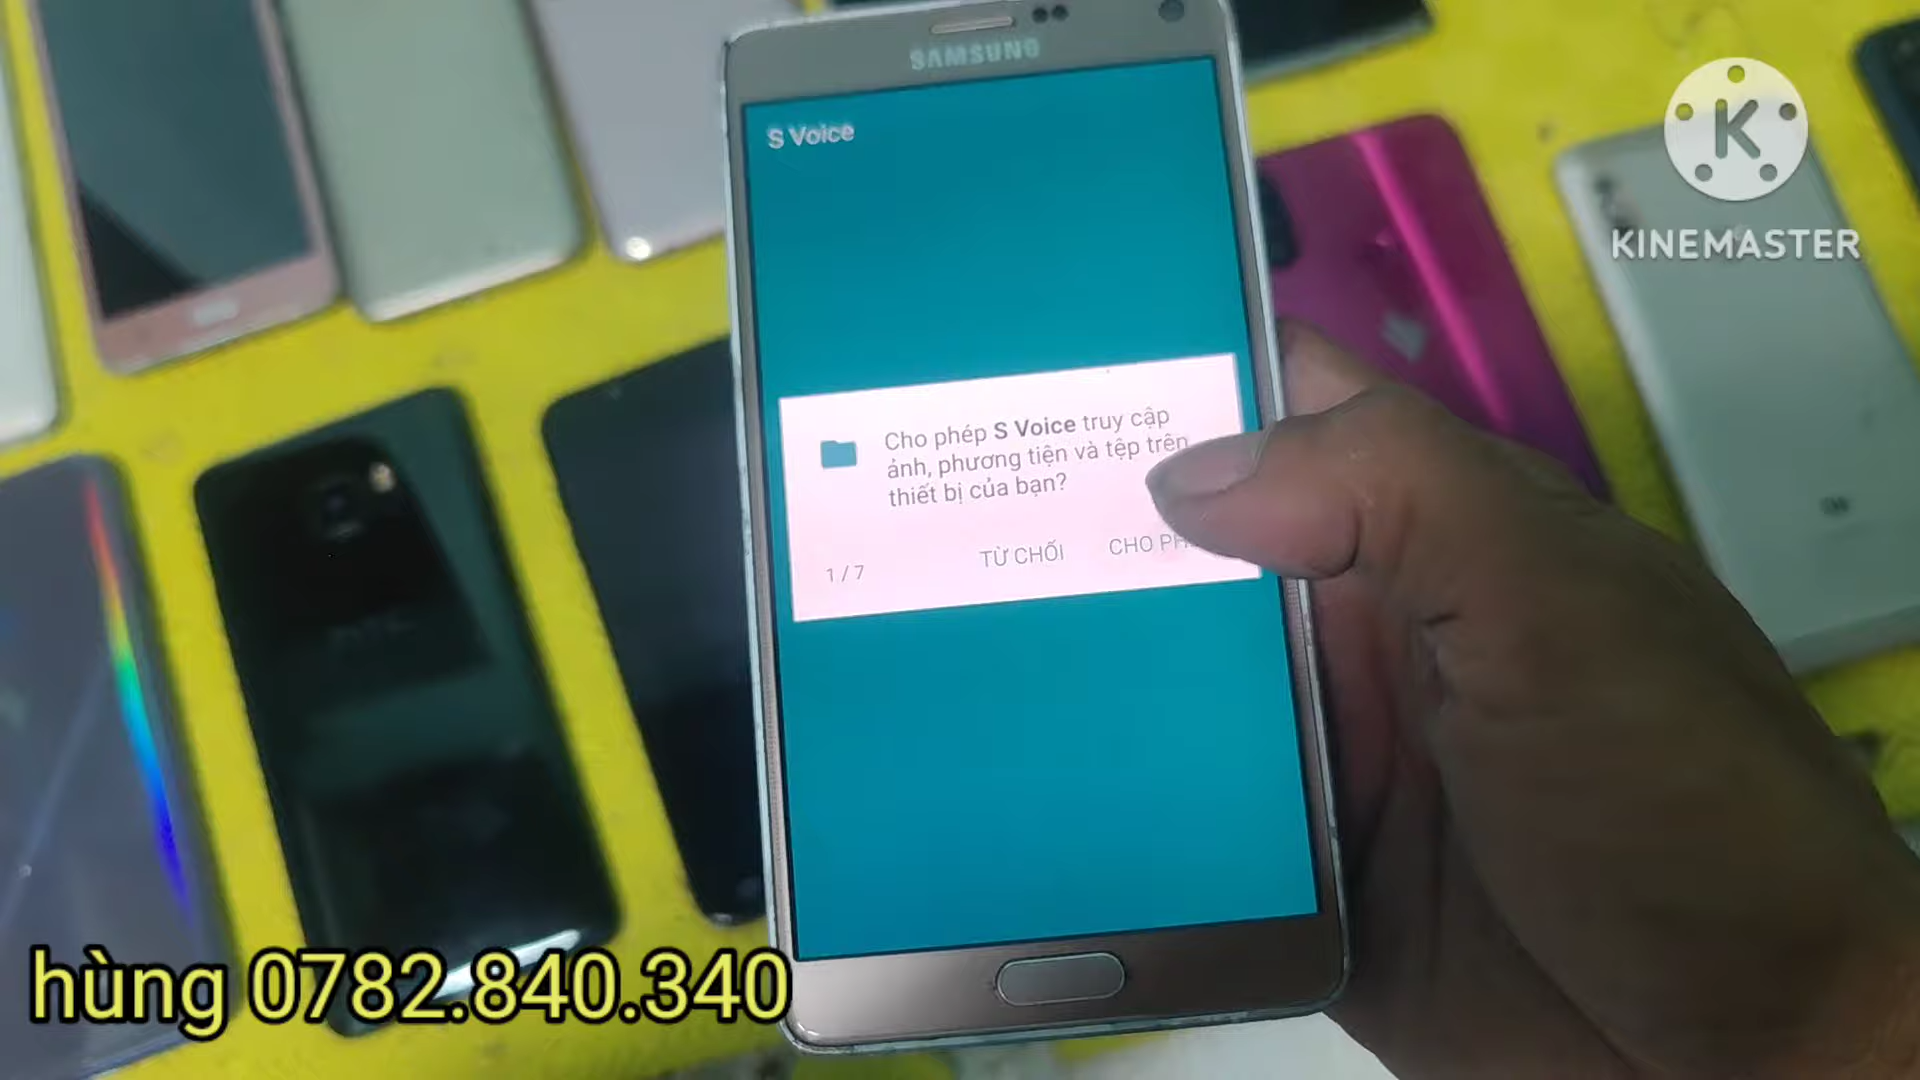 SAMSUNG
S Voice
K
KINEMASTER
Cho phép S Voice truy cập
ảnh, phương tiện và tệp trên
thiết bị của bạn?
1 / 7
TỪ CHỐI
CHO
hùng 0782.840.340